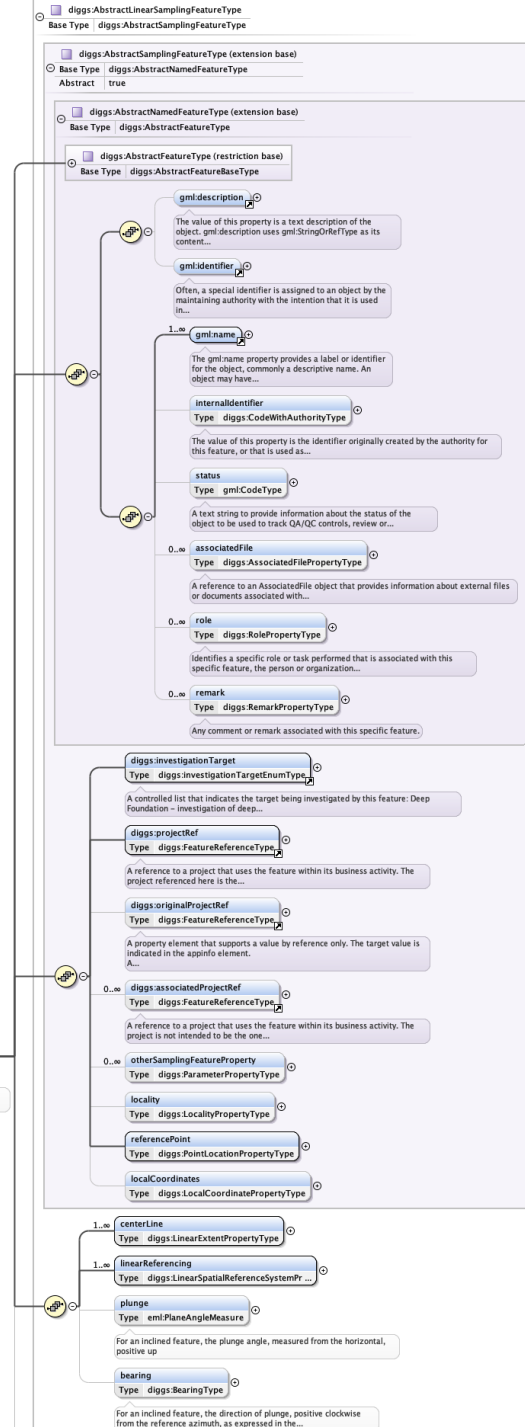 diggs:AbstractLinearSamplingFeatureType
Base Type diggs:AbstractSamplingFeatureType
diggs:AbstractSamplingFeatureType (extension base)
Base Type diggs:AbstractNamedFeatureType
Abstract true
diggs:AbstractNamedFeatureType (extension base)
Base Type diggs:AbstractFeatureType
diggs:AbstractFeatureType (restriction base)
Base Type diggs:AbstractFeatureBaseType
gml:description
The value of this property is a text description of the
object. gml:description uses gml:StringOrRefType as its
content...
gml:identifier
Often, a special identifier is assigned to an object by the
maintaining authority with the intention that it is used
in...
1..∞ gml:name
The gml:name property provides a label or identifier
for the object, commonly a descriptive name. An
object may have...
internalIdentifier
Type diggs:CodeWithAuthorityType
The value of this property is the identifier originally created by the authority for
this feature, or that is used as...
status
Type gml:CodeType
A text string to provide information about the status of the
object to be used to track QA/QC controls, review or...
0..∞ associatedFile
Type diggs:AssociatedFilePropertyType
A reference to an AssociatedFile object that provides information about external files
or documents associated with...
0..∞ role
Type diggs:RolePropertyType
Identifies a specific role or task performed that is associated with this
specific feature, the person or organization...
0..∞ remark
Type diggs:RemarkPropertyType
Any comment or remark associated with this specific feature.
diggs:investigationTarget
Type diggs:investigationTargetEnumType
A controlled list that indicates the target being investigated by this feature: Deep
Foundation – investigation of deep...
diggs:projectRef
Type diggs:FeatureReferenceType
A reference to a project that uses the feature within its business activity. The
project referenced here is the...
diggs:originalProjectRef
Type diggs:FeatureReferenceType
A property element that supports a value by reference only. The target value is
indicated in the appinfo element.
A...
0..∞ diggs:associatedProjectRef
Type diggs:FeatureReferenceType
A reference to a project that uses the feature within its business activity. The
project is not intended to be the one...
0..∞ otherSamplingFeatureProperty
Type diggs:ParameterPropertyType
locality
Type diggs:LocalityPropertyType
referencePoint
Type diggs:PointLocationPropertyType
localCoordinates
Type diggs:LocalCoordinatePropertyType
1..∞ centerLine
Type diggs:LinearExtentPropertyType
1..∞ linearReferencing
Type diggs:LinearSpatialReferenceSystemPr ...
plunge
Type eml:PlaneAngleMeasure
For an inclined feature, the plunge angle, measured from the horizontal,
positive up
bearing
Type diggs:BearingType
For an inclined feature, the direction of plunge, positive clockwise
from the reference azimuth, as expressed in the...